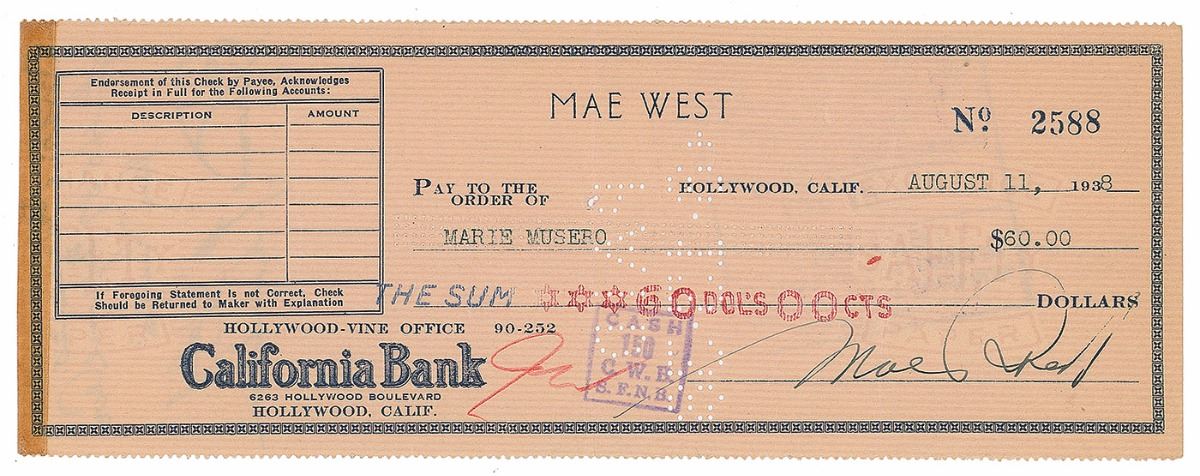 Endorsement of this Check by Payee, Acknowledges
Receipt in Full for the Following Accounts:
DESCRIPTION AMOUNT
MAE WEST
No. 2588
PAY TO THE ORDER OF
HOLLYWOOD, CALIF. AUGUST 11, 1938
MARIE MUSERO $60.00
If Foregoing Statement Is not Correct, Check
Should be Returned to Maker with Explanation
THE SUM ***60 DOL'S 00 CTS DOLLARS
HOLLYWOOD-VINE OFFICE 90-252
California Bank
6263 HOLLYWOOD BOULEVARD
HOLLYWOOD, CALIF.
CASH
150
C. W. B.
S. F. N. B.
Mae West